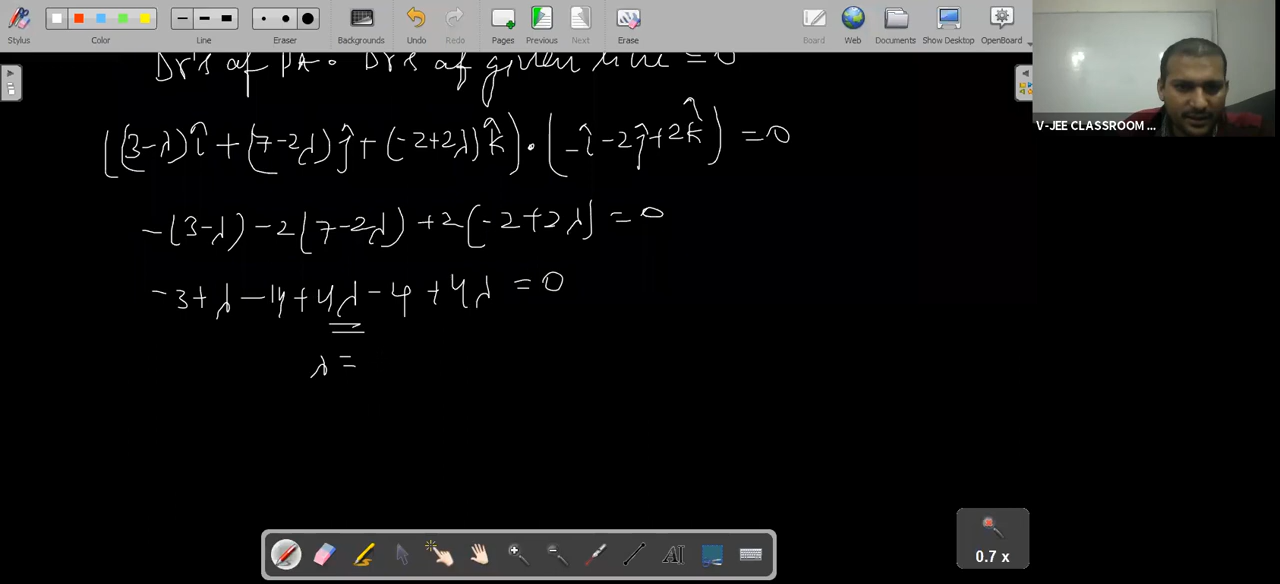 Stylus
Color
Line
Eraser
Backgrounds
Undo
Redo
Pages
Previous
Next
Erase
Board
Web
Documents
Show Desktop
OpenBoard
V-JEE CLASSROOM ...
Dr's of PA · Dr's of given line = 0
((3-λ)î + (7-2λ)ĵ + (-2+2λ)k̂) · (-î-2ĵ+2k̂) = 0
-(3-λ) -2(7-2λ) +2(-2+2λ) = 0
-3+λ-14+4λ-4+4λ = 0
λ =
0.7 x